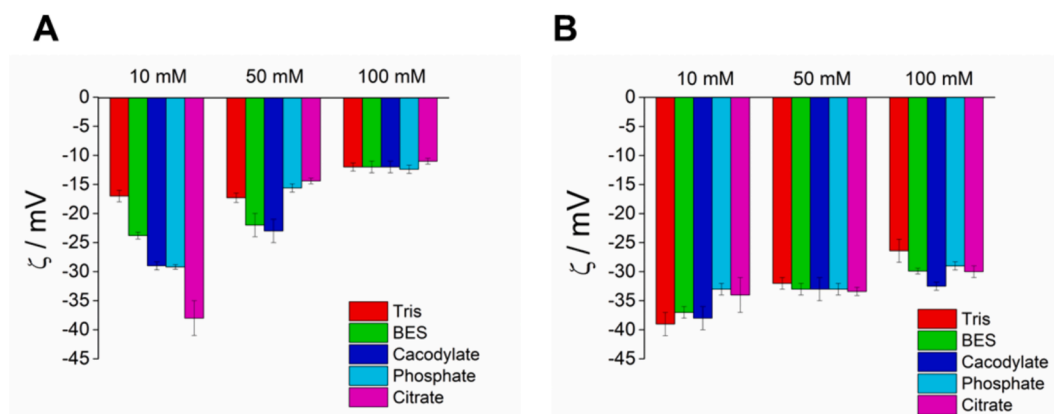 A
10 mM 50 mM 100 mM
0
-5
-10
-15
-20
-25
-30
-35
-40
-45
ζ / mV
Tris
BES
Cacodylate
Phosphate
Citrate
B
10 mM 50 mM 100 mM
0
-5
-10
-15
-20
-25
-30
-35
-40
-45
ζ / mV
Tris
BES
Cacodylate
Phosphate
Citrate